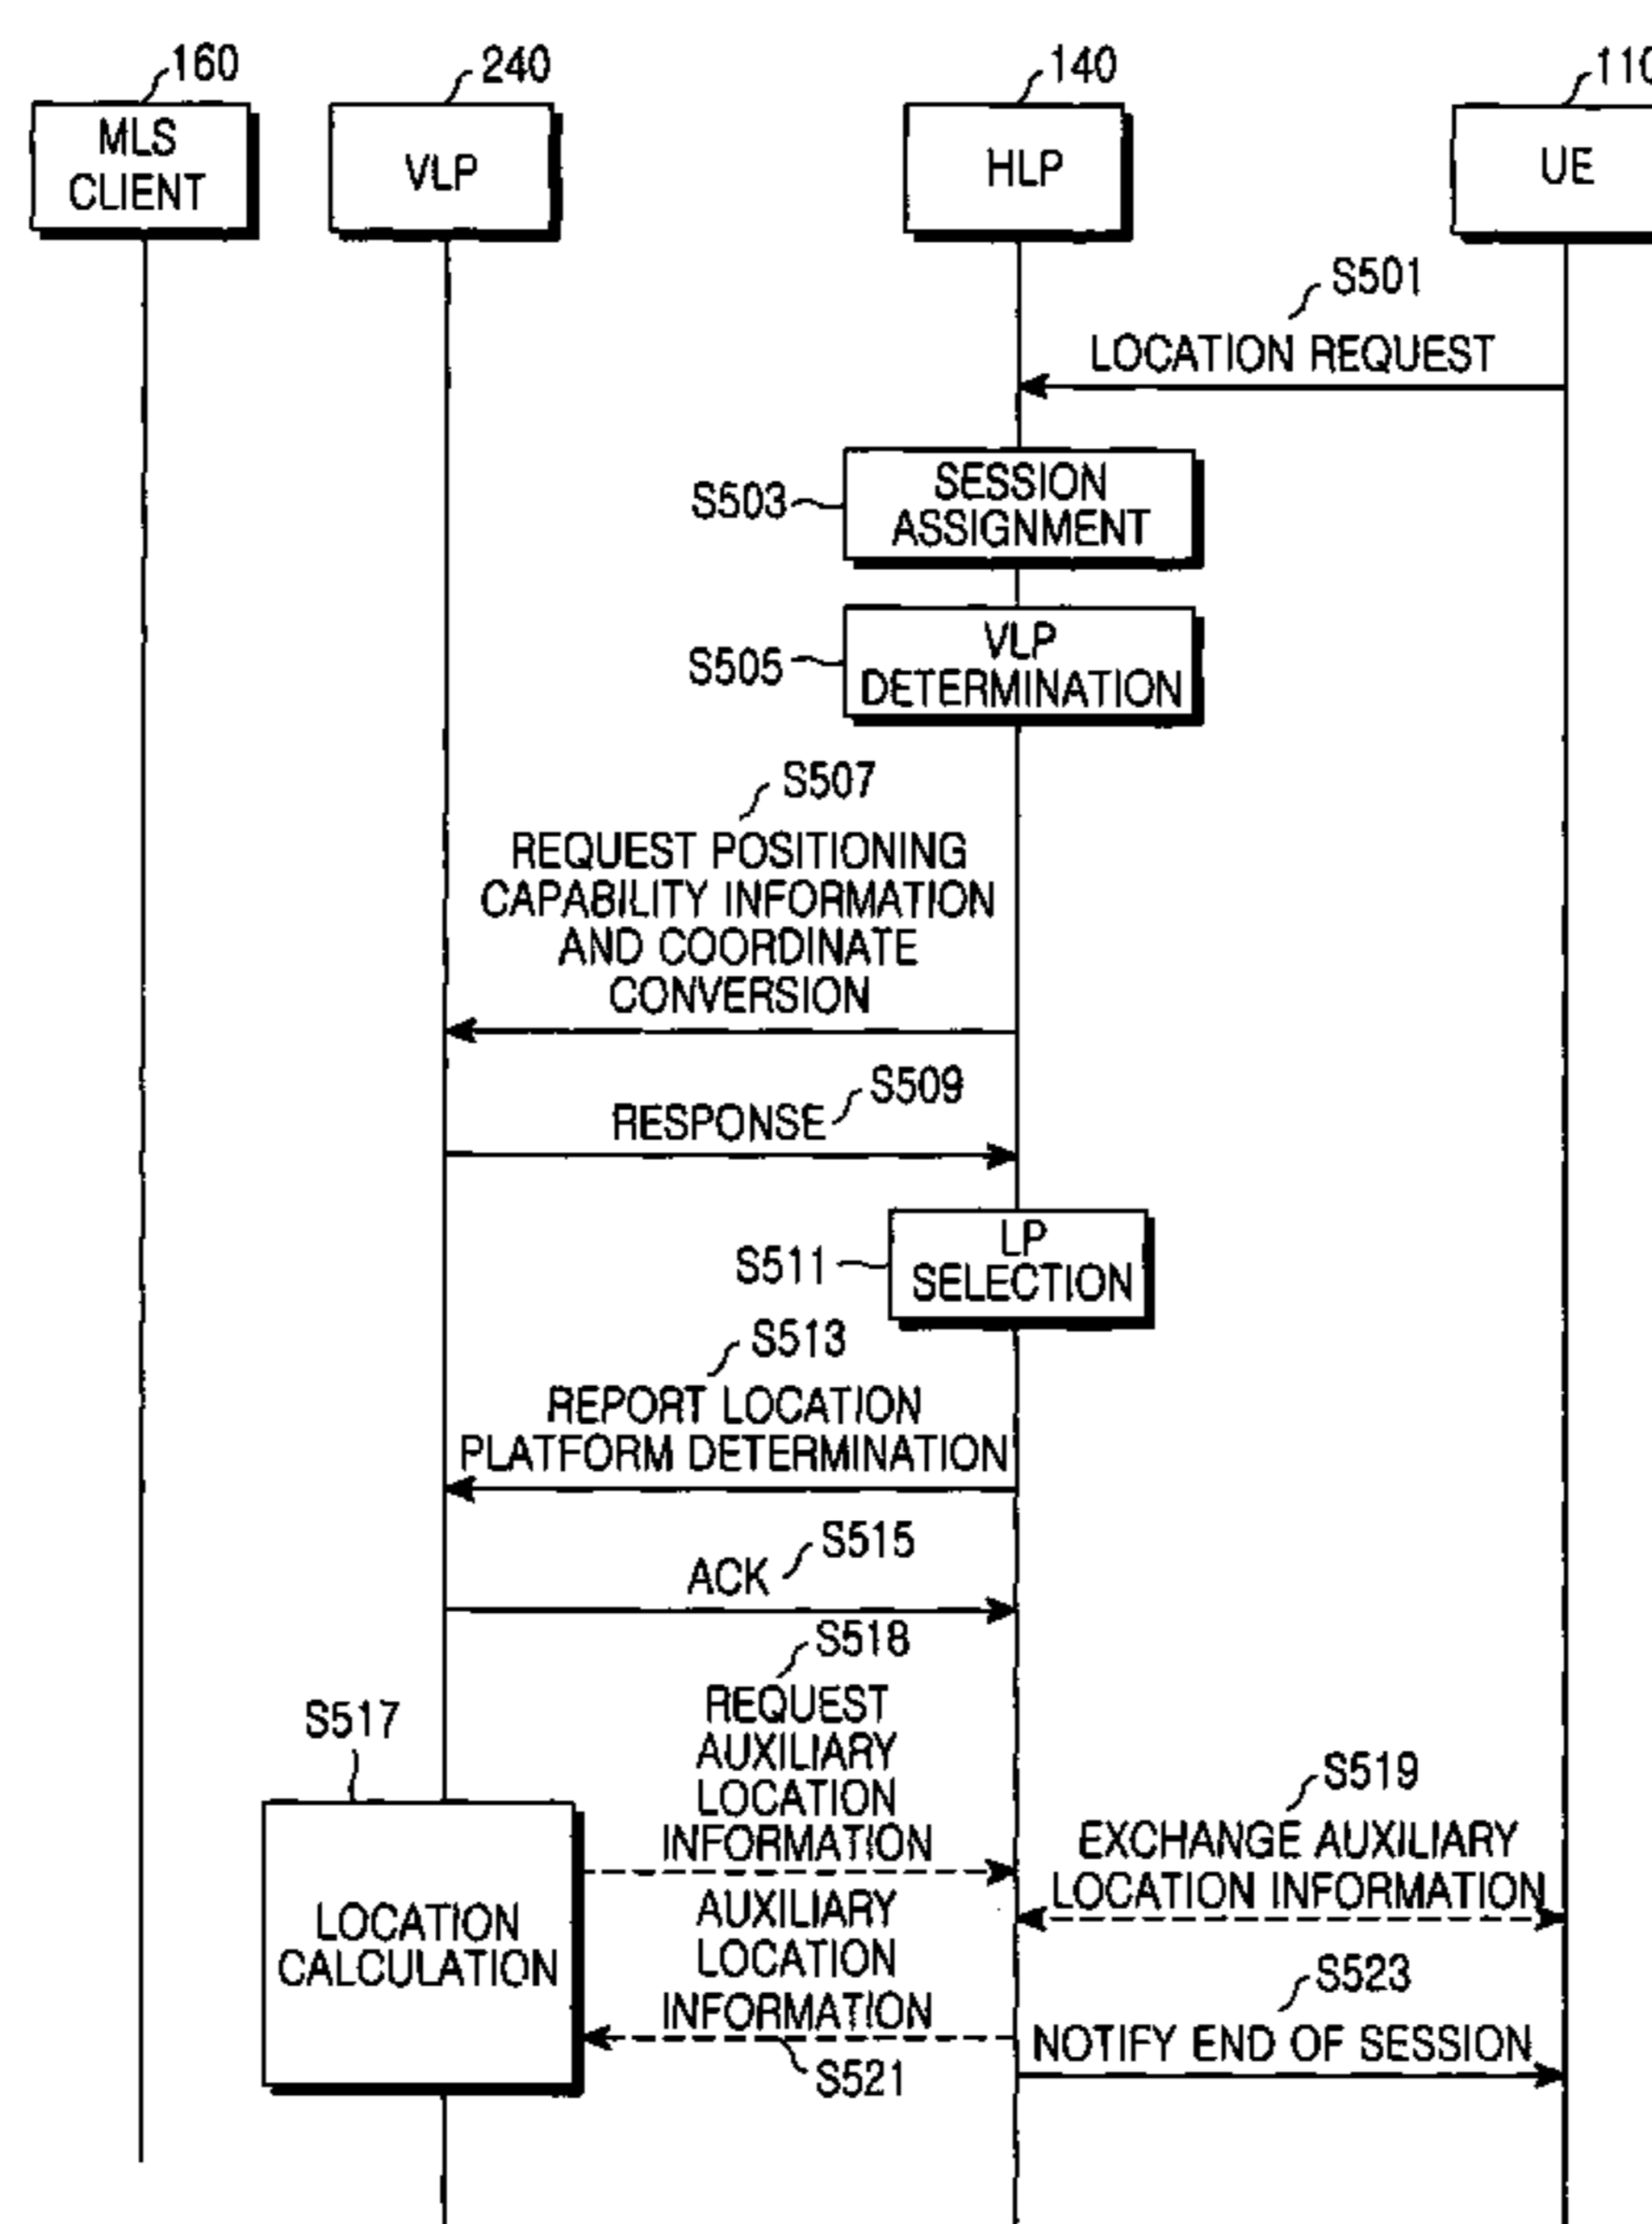 160
240
140
110
MLS
CLIENT
VLP
HLP
UE
S501
LOCATION REQUEST
S503
SESSION
ASSIGNMENT
S505
VLP
DETERMINATION
S507
REQUEST POSITIONING
CAPABILITY INFORMATION
AND COORDINATE
CONVERSION
S509
RESPONSE
S511
LP
SELECTION
S513
REPORT LOCATION
PLATFORM DETERMINATION
S515
ACK
S518
REQUEST
AUXILIARY
LOCATION
INFORMATION
S517
LOCATION
CALCULATION
S519
EXCHANGE AUXILIARY
LOCATION INFORMATION
AUXILIARY
LOCATION
INFORMATION
S521
S523
NOTIFY END OF SESSION